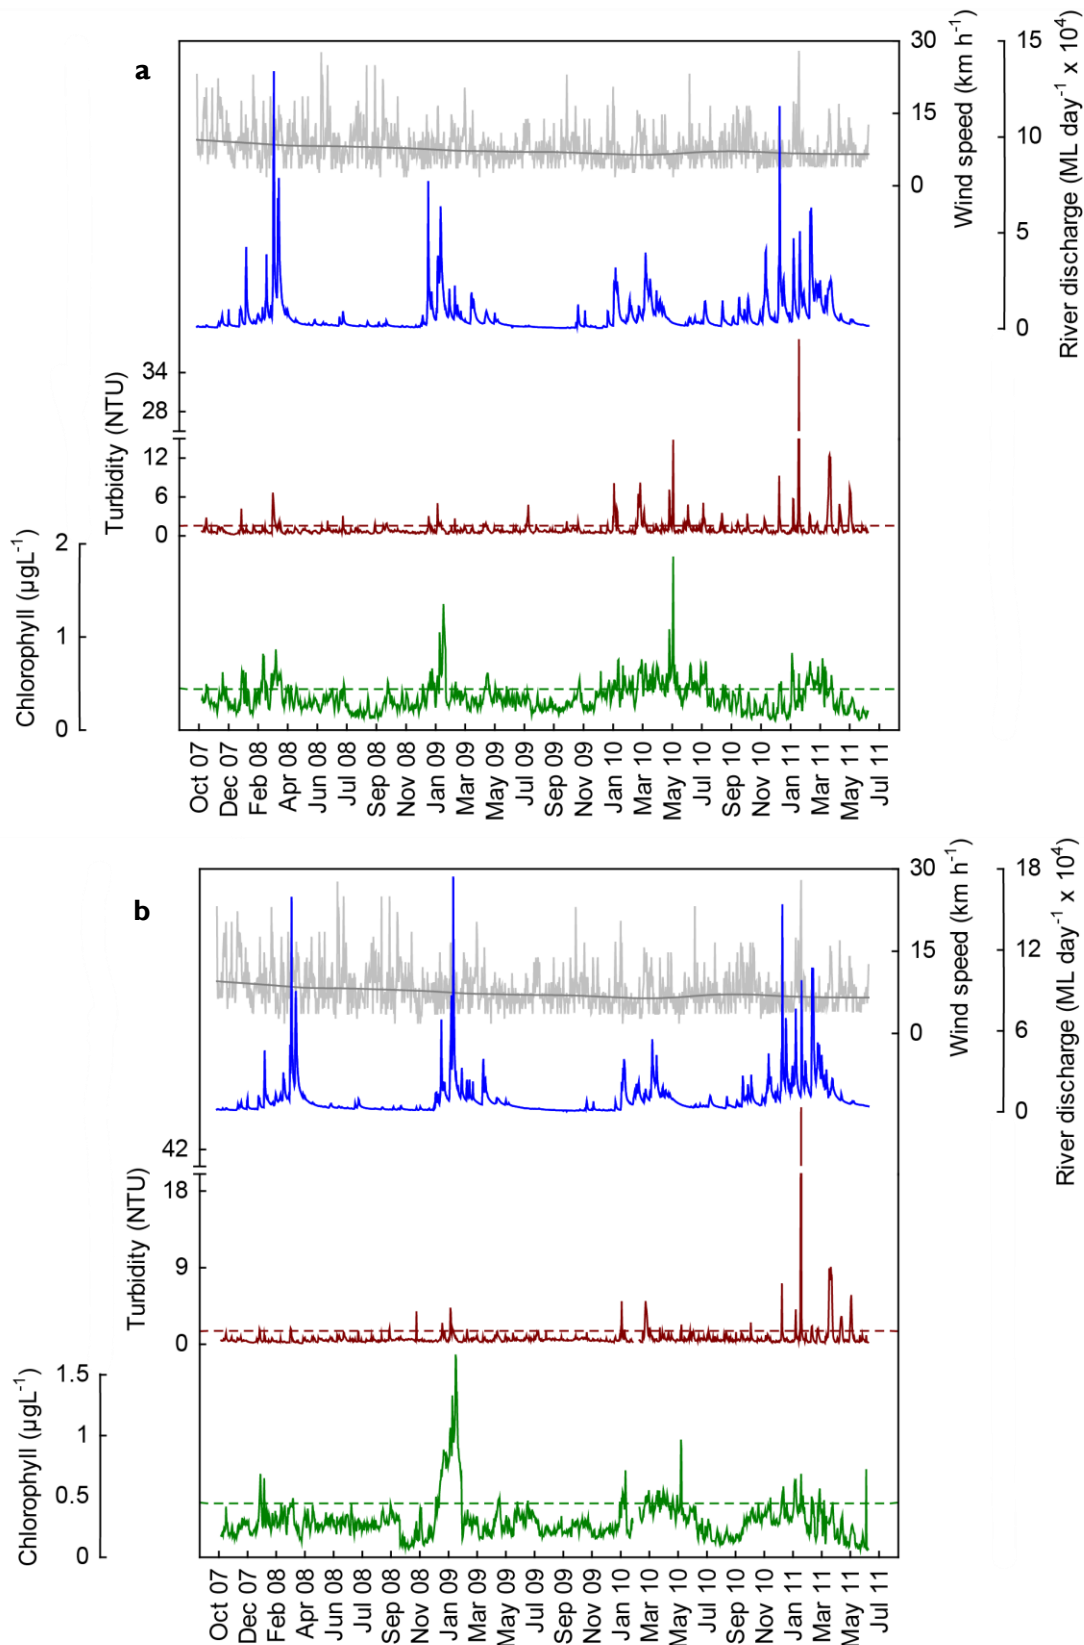 a
30
15
0
Wind speed (km h⁻¹)
15
10
5
0
River discharge (ML day⁻¹ x 10⁴)
34
28
12
6
0
Turbidity (NTU)
2
1
0
Chlorophyll (µgL⁻¹)
Oct 07
Dec 07
Feb 08
Apr 08
Jun 08
Jul 08
Sep 08
Nov 08
Jan 09
Mar 09
May 09
Jul 09
Sep 09
Nov 09
Jan 10
Mar 10
May 10
Jul 10
Sep 10
Nov 10
Jan 11
Mar 11
May 11
Jul 11
b
30
15
0
Wind speed (km h⁻¹)
18
12
6
0
River discharge (ML day⁻¹ x 10⁴)
42
18
9
0
Turbidity (NTU)
1.5
1
0.5
0
Chlorophyll (µgL⁻¹)
Oct 07
Dec 07
Feb 08
Apr 08
Jun 08
Jul 08
Sep 08
Nov 08
Jan 09
Mar 09
May 09
Jul 09
Sep 09
Nov 09
Jan 10
Mar 10
May 10
Jul 10
Sep 10
Nov 10
Jan 11
Mar 11
May 11
Jul 11